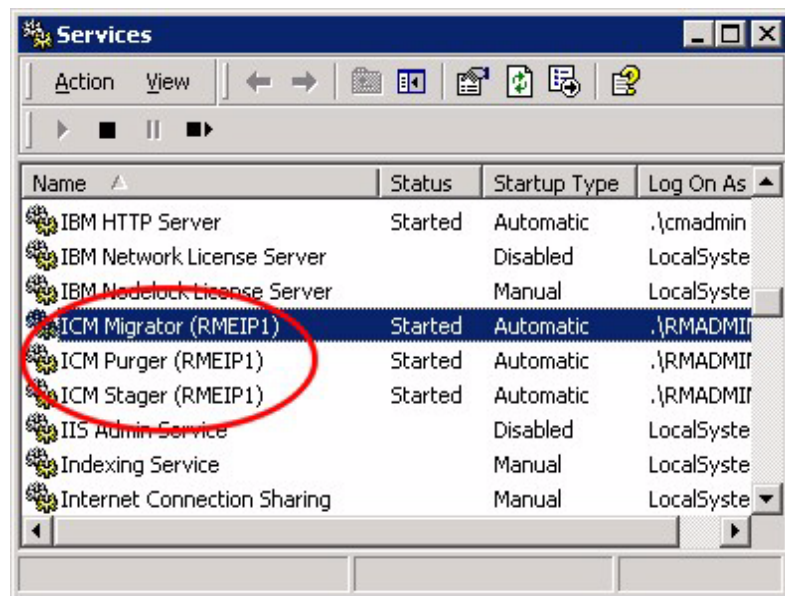 Services
Action View
Name Status Startup Type Log On As
IBM HTTP Server Started Automatic .\cmadmin
IBM Network License Server Disabled LocalSyste
IBM Nodelock License Server Manual LocalSyste
ICM Migrator (RMEIP1) Started Automatic .\RMADMI
ICM Purger (RMEIP1) Started Automatic .\RMADMI
ICM Stager (RMEIP1) Started Automatic .\RMADMI
IIS Admin Service Disabled LocalSyste
Indexing Service Manual LocalSyste
Internet Connection Sharing Manual LocalSyste